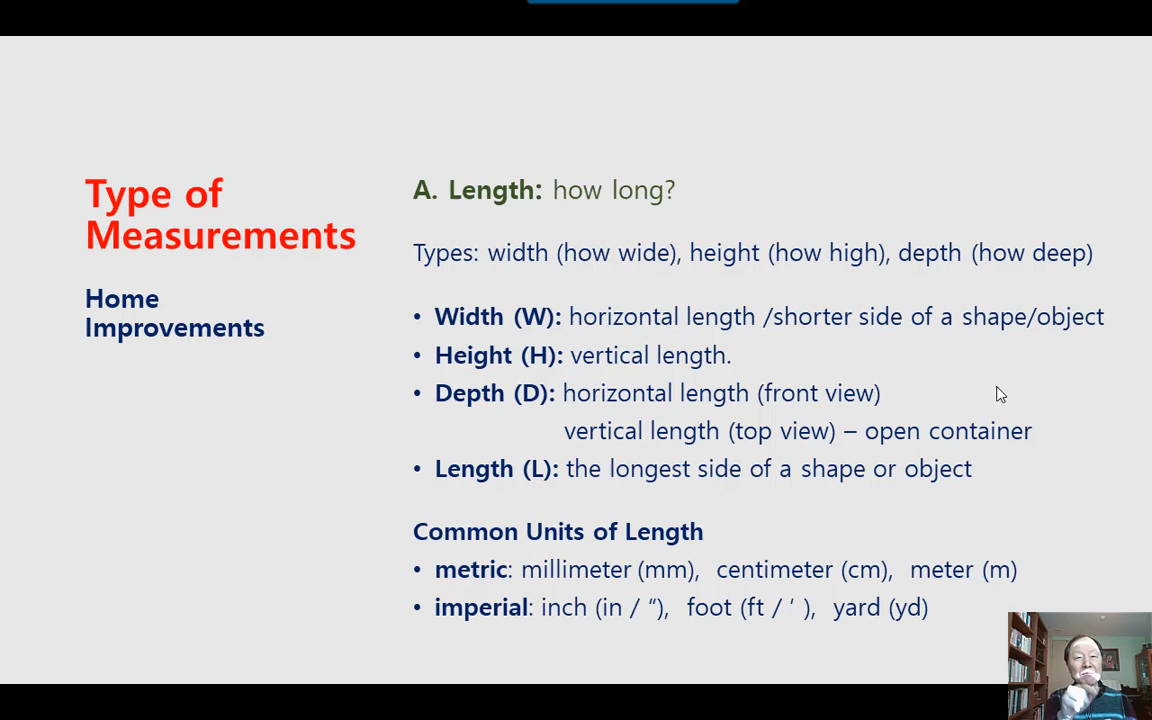 Type of
Measurements
Home
Improvements
A. Length: how long?
Types: width (how wide), height (how high), depth (how deep)
• Width (W): horizontal length /shorter side of a shape/object
• Height (H): vertical length.
• Depth (D): horizontal length (front view)
vertical length (top view) – open container
• Length (L): the longest side of a shape or object
Common Units of Length
• metric: millimeter (mm), centimeter (cm), meter (m)
• imperial: inch (in / “), foot (ft / ‘ ), yard (yd)